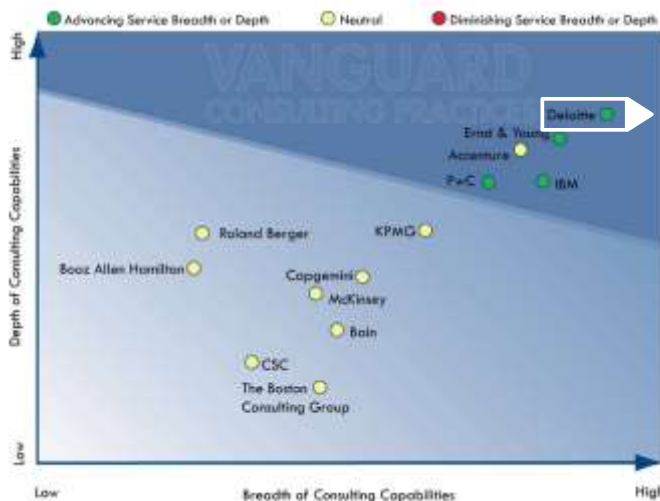 Advancing Service Breadth or Depth
Neutral
Diminishing Service Breadth or Depth
High
VANGUARD
CONSULTING PRACTICES
Deloitte
Ernst & Young
Accenture
PwC
IBM
Roland Berger
KPMG
Booz Allen Hamilton
Capgemini
McKinsey
Bain
CSC
The Boston
Consulting Group
Depth of Consulting Capabilities
Low
Low
Breadth of Consulting Capabilities
High